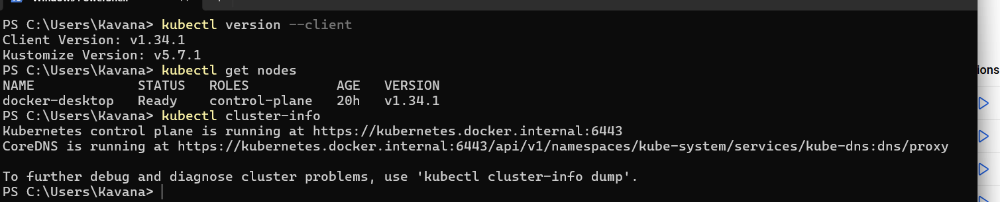 Windows PowerShell
PS C:\Users\Kavana> kubectl version --client
Client Version: v1.34.1
Kustomize Version: v5.7.1
PS C:\Users\Kavana> kubectl get nodes
NAME             STATUS   ROLES           AGE   VERSION
docker-desktop   Ready    control-plane   20h   v1.34.1
PS C:\Users\Kavana> kubectl cluster-info
Kubernetes control plane is running at https://kubernetes.docker.internal:6443
CoreDNS is running at https://kubernetes.docker.internal:6443/api/v1/namespaces/kube-system/services/kube-dns:dns/proxy
To further debug and diagnose cluster problems, use 'kubectl cluster-info dump'.
PS C:\Users\Kavana>
ions